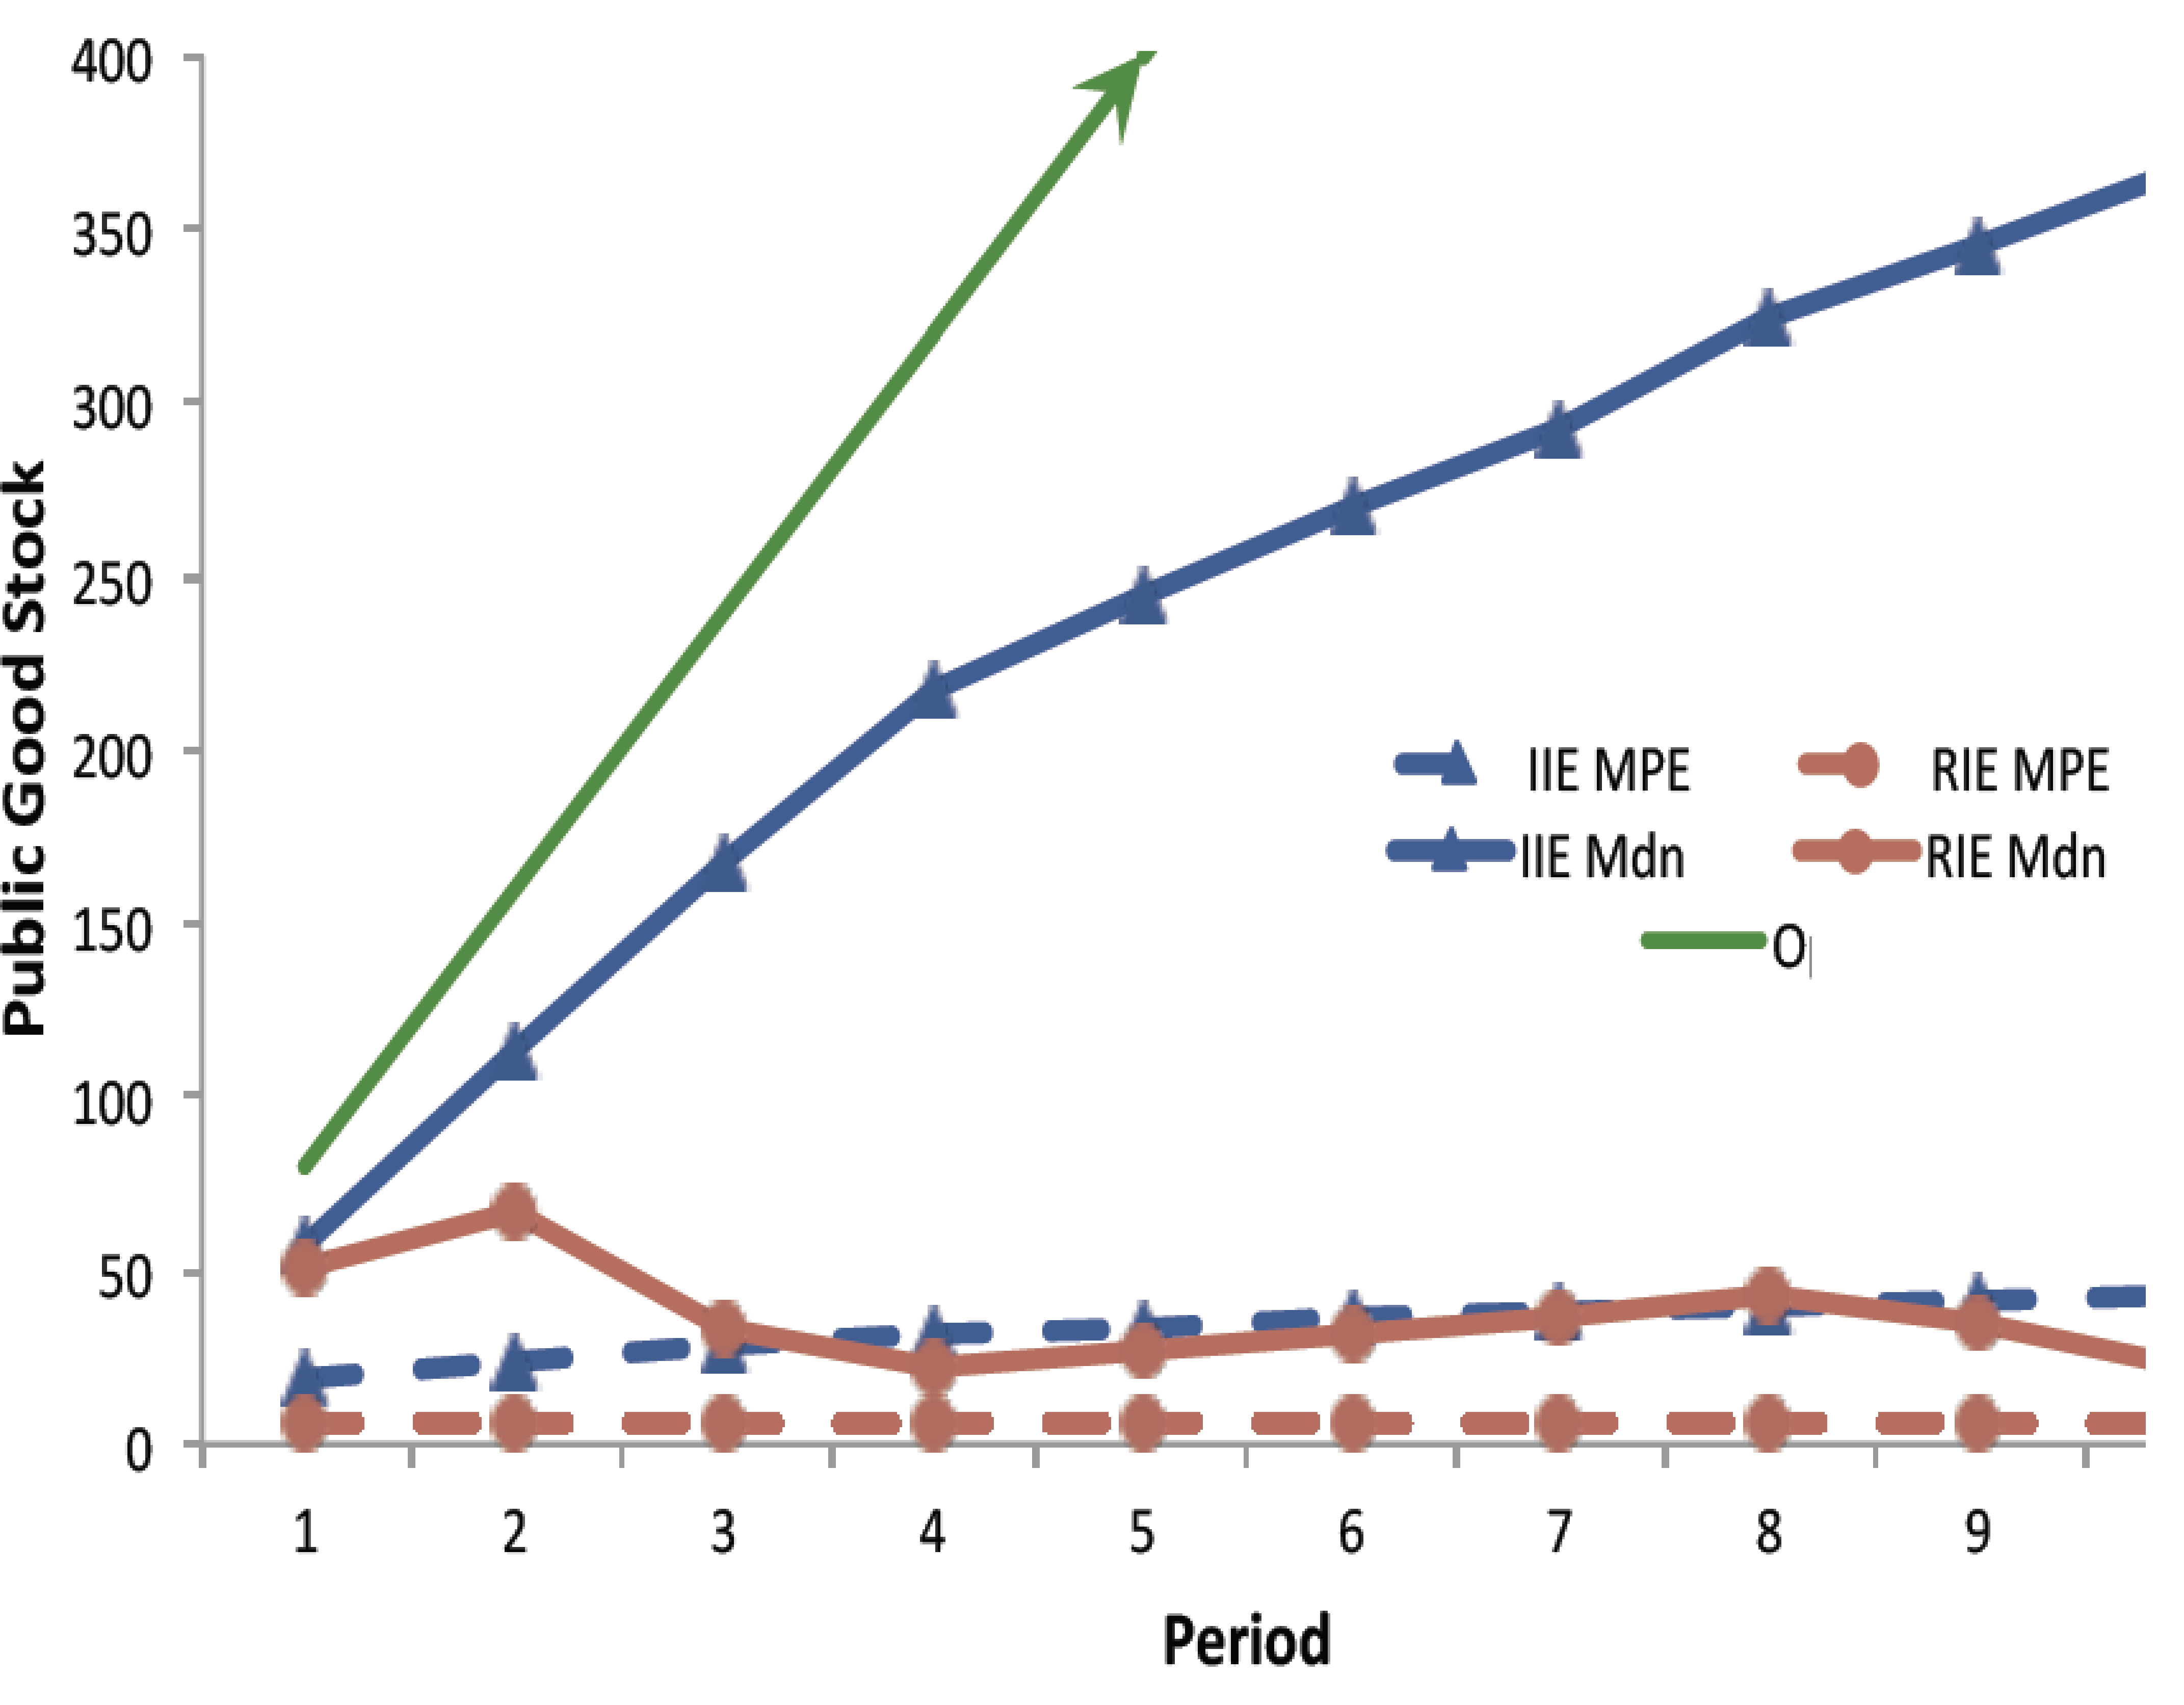 400
350
300
250
200
150
100
50
0
Public Good Stock
IIE MPE RIE MPE
IIE Mdn RIE Mdn
1 2 3 4 5 6 7 8 9
Period